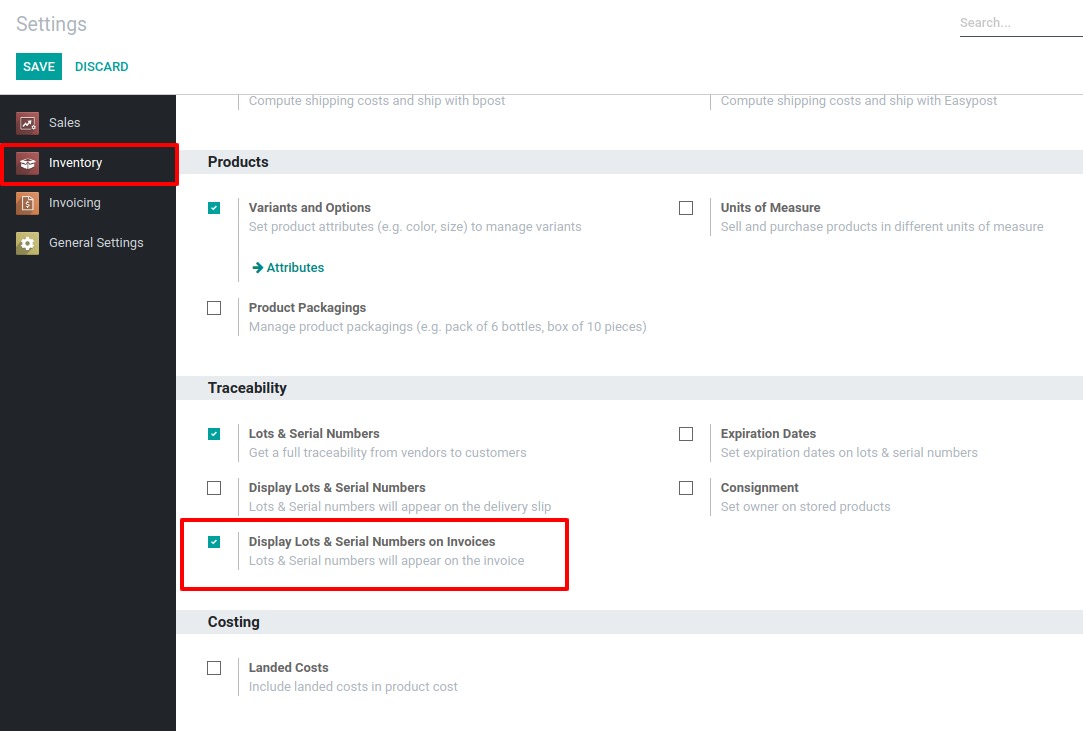 Settings
Search...
SAVE DISCARD
Sales
Inventory
Invoicing
General Settings
Compute shipping costs and ship with bpost
Compute shipping costs and ship with Easypost
Products
Variants and Options
Set product attributes (e.g. color, size) to manage variants
Attributes
Units of Measure
Sell and purchase products in different units of measure
Product Packagings
Manage product packagings (e.g. pack of 6 bottles, box of 10 pieces)
Traceability
Lots & Serial Numbers
Get a full traceability from vendors to customers
Expiration Dates
Set expiration dates on lots & serial numbers
Display Lots & Serial Numbers
Lots & Serial numbers will appear on the delivery slip
Consignment
Set owner on stored products
Display Lots & Serial Numbers on Invoices
Lots & Serial numbers will appear on the invoice
Costing
Landed Costs
Include landed costs in product cost